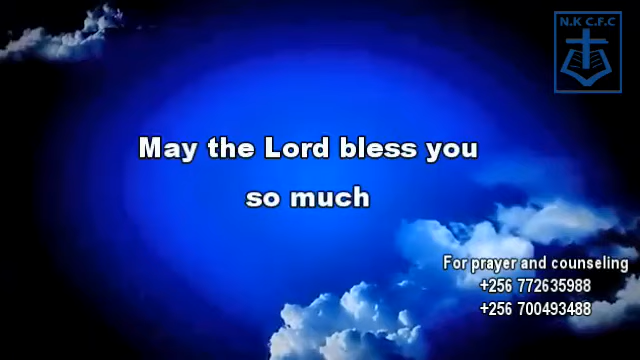 N.K C.F.C
May the Lord bless you
so much
For prayer and counseling
+256 772635988
+256 700493488